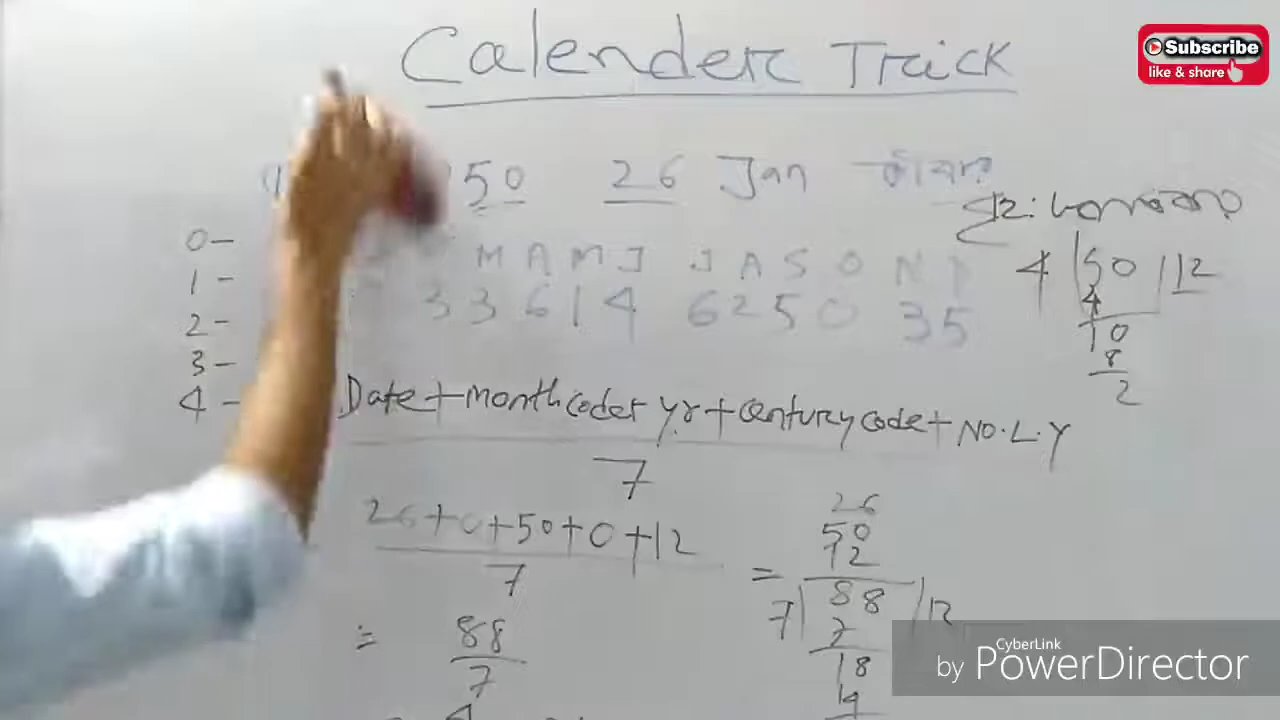 Calender Trick
Subscribe
like & share
50 26 Jan
0-
1-
2-
3-
4-
M A M J J A S O N D
3 3 6 1 4 6 2 5 0 3 5
4 50 12
4
10
8
2
Date + month code + yr + century code + No. L. Y
7
26 + 0 + 50 + 0 + 12
7
26
50
12
=
7 88 12
7
18
14
= 88
7
CyberLink
by PowerDirector